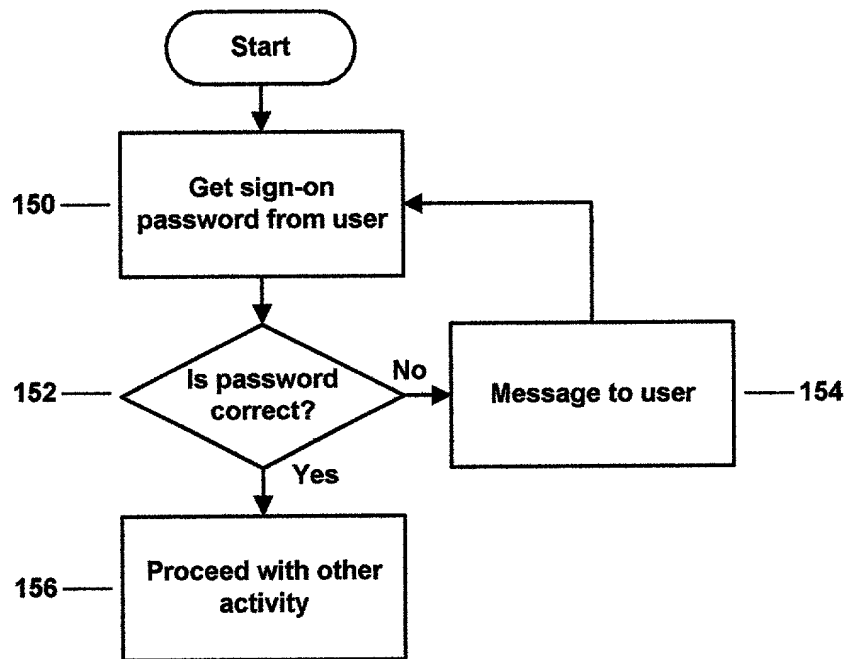 Start
150
Get sign-on
password from user
152
Is password
correct?
No
Message to user
154
Yes
156
Proceed with other
activity